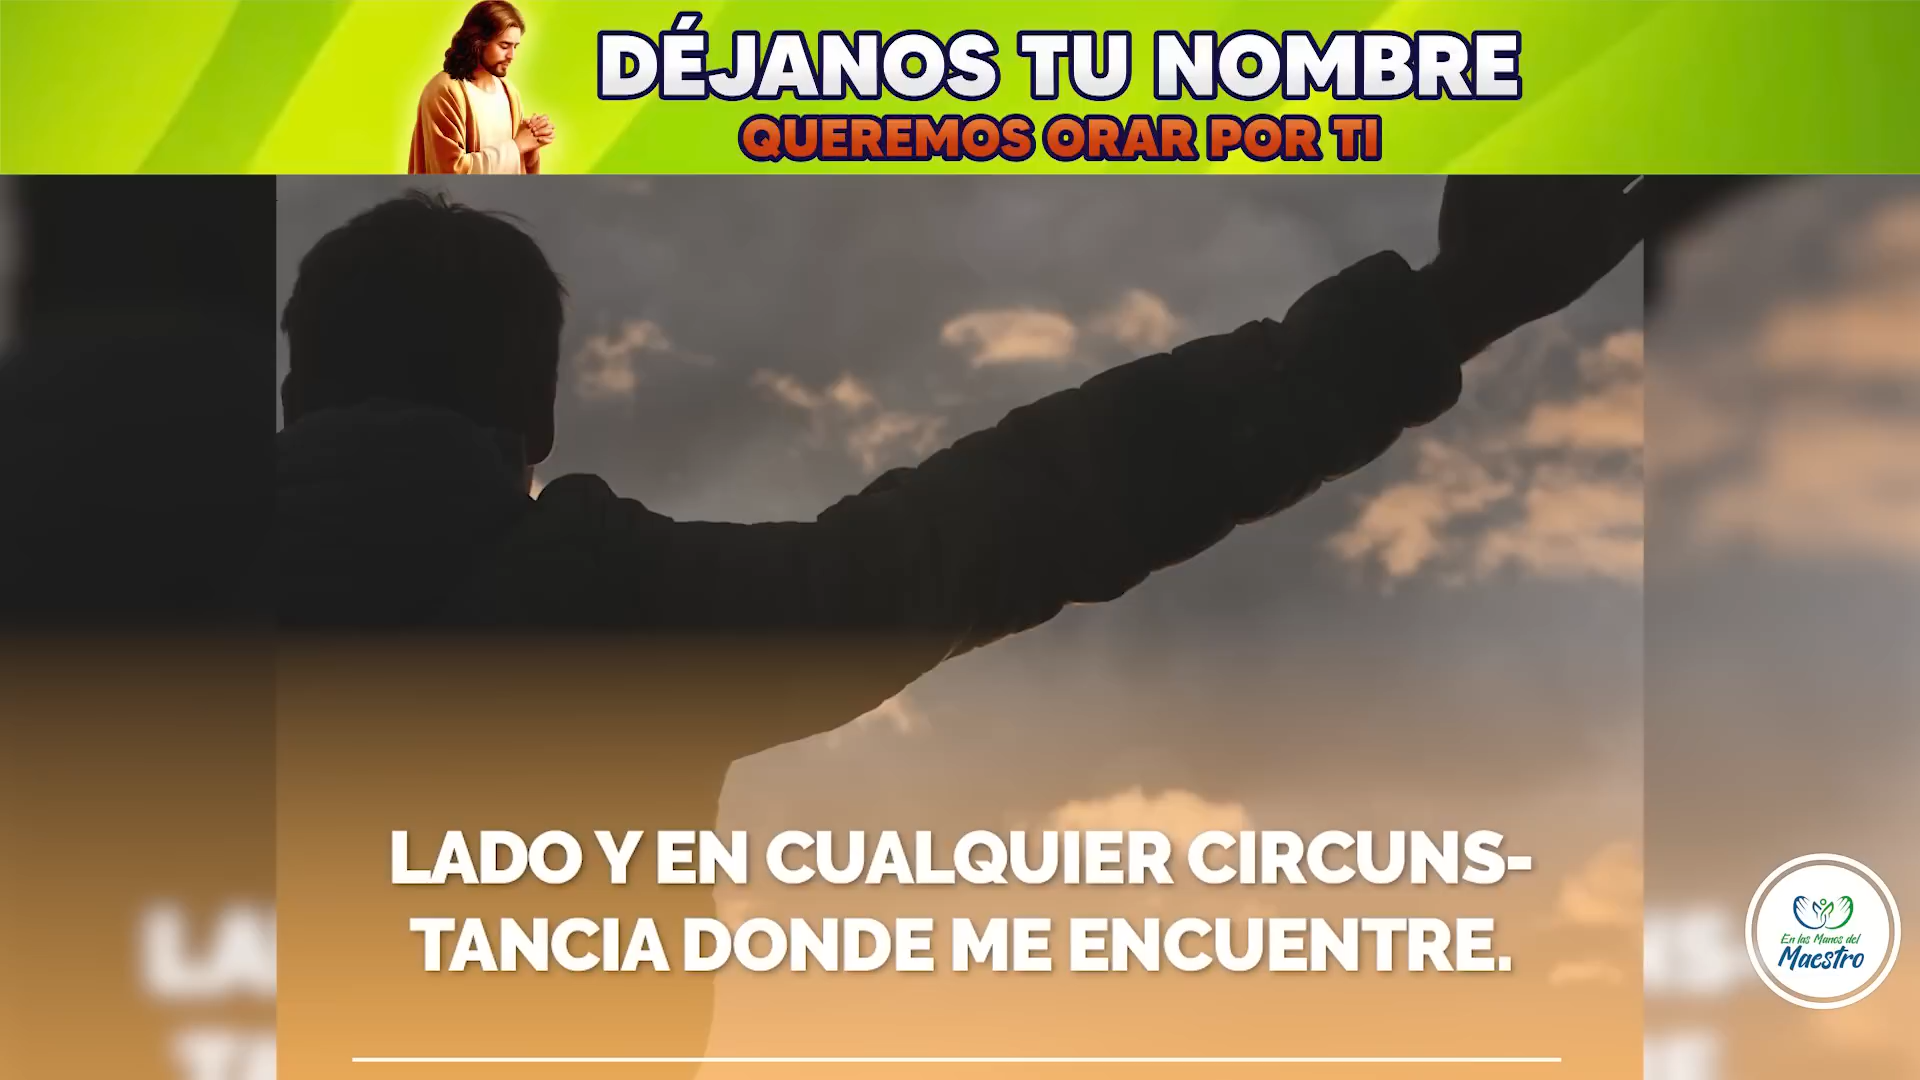 DÉJANOS TU NOMBRE
QUEREMOS ORAR POR TI
LADO Y EN CUALQUIER CIRCUNS-
TANCIA DONDE ME ENCUENTRE.
En las Manos del
Maestro